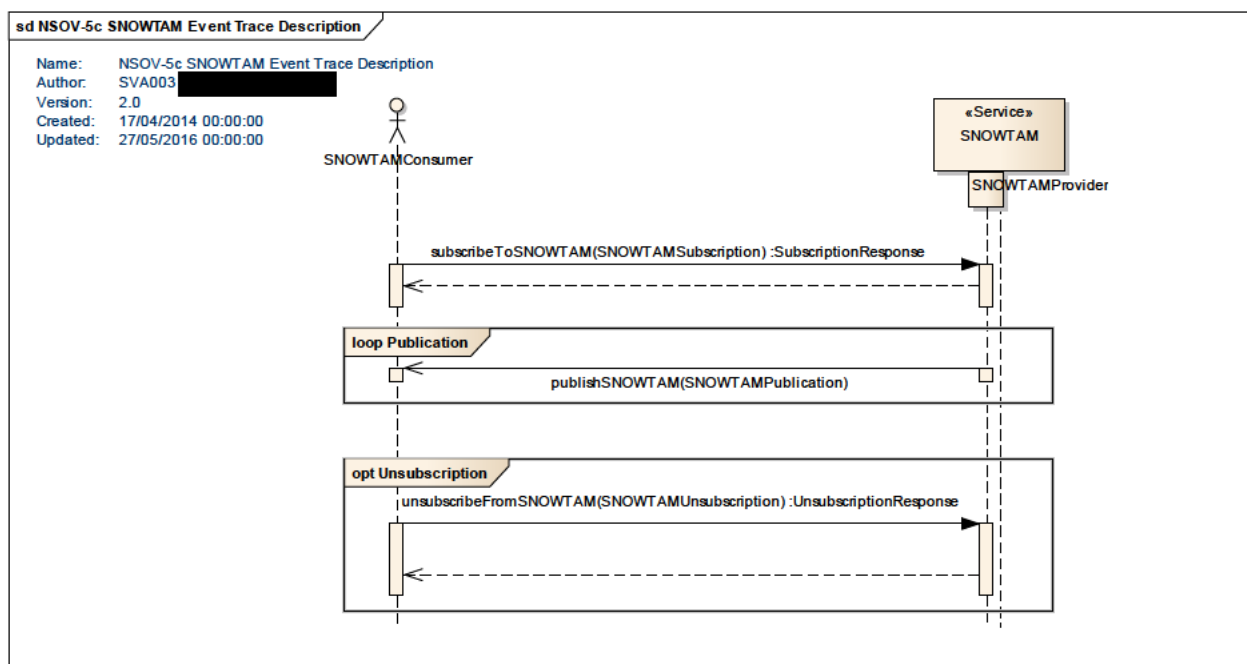 sd NSOV-5c SNOWTAM Event Trace Description
Name: NSOV-5c SNOWTAM Event Trace Description
Author: SVA003
Version: 2.0
Created: 17/04/2014 00:00:00
Updated: 27/05/2016 00:00:00
SNOWTAMConsumer
«Service»
SNOWTAM
SNOWTAMProvider
subscribeToSNOWTAM(SNOWTAMSubscription) :SubscriptionResponse
loop Publication
publishSNOWTAM(SNOWTAMPublication)
opt Unsubscription
unsubscribeFromSNOWTAM(SNOWTAMUnsubscription) :UnsubscriptionResponse